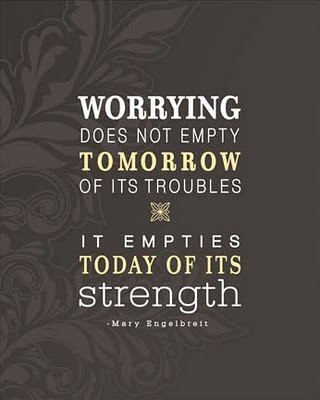 WORRYING
DOES NOT EMPTY
TOMORROW
OF ITS TROUBLES
IT EMPTIES
TODAY OF ITS
strength
-Mary Engelbreit